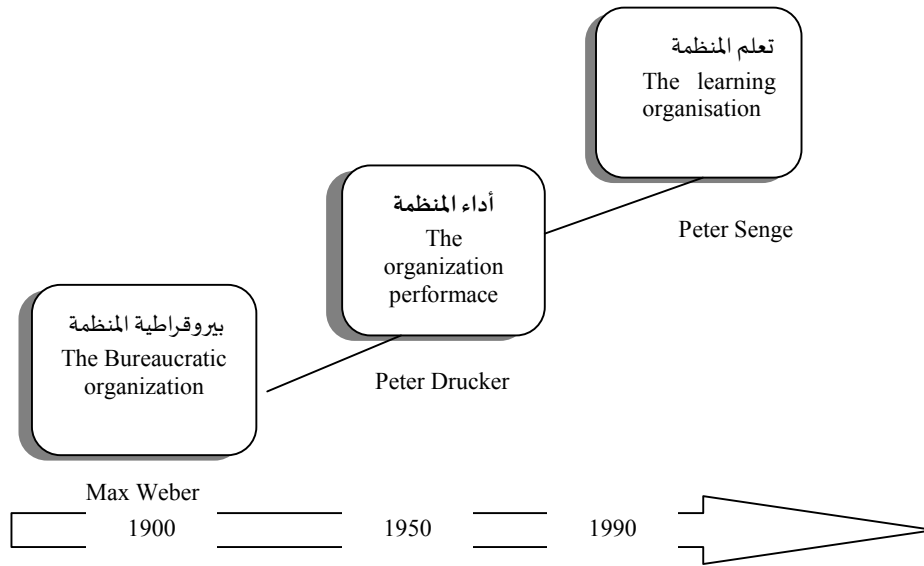 تعلم المنظمة
The learning
organisation
Peter Senge
أداء المنظمة
The
organization
performace
Peter Drucker
بيروقراطية المنظمة
The Bureaucratic
organization
Max Weber
1900 1950 1990